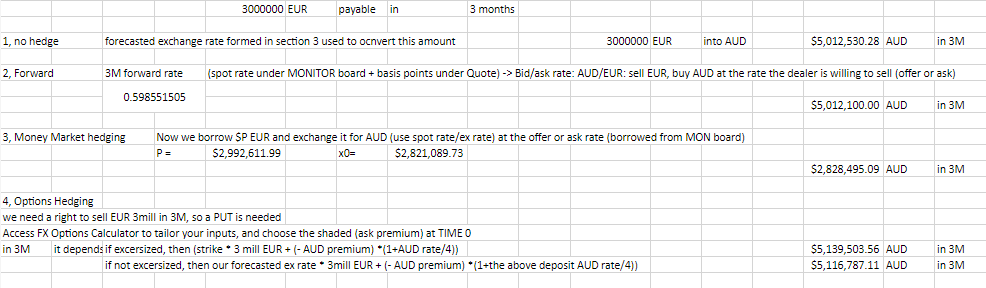 3000000 EUR payable in 3 months
1, no hedge forecasted exchange rate formed in section 3 used to ocnvert this amount 3000000 EUR into AUD $5,012,530.28 AUD in 3M
2, Forward 3M forward rate (spot rate under MONITOR board + basis points under Quote) -> Bid/ask rate: AUD/EUR: sell EUR, buy AUD at the rate the dealer is willing to sell (offer or ask)
0.598551505
$5,012,100.00 AUD in 3M
3, Money Market hedging Now we borrow $P EUR and exchange it for AUD (use spot rate/ex rate) at the offer or ask rate (borrowed from MON board)
P = $2,992,611.99 x0= $2,821,089.73
$2,828,495.09 AUD in 3M
4, Options Hedging
we need a right to sell EUR 3mill in 3M, so a PUT is needed
Access FX Options Calculator to tailor your inputs, and choose the shaded (ask premium) at TIME 0
in 3M it depends if excersized, then (strike * 3 mill EUR + (- AUD premium) *(1+AUD rate/4)) $5,139,503.56 AUD in 3M
if not excersized, then our forecasted ex rate * 3mill EUR + (- AUD premium) *(1+the above deposit AUD rate/4)) $5,116,787.11 AUD in 3M